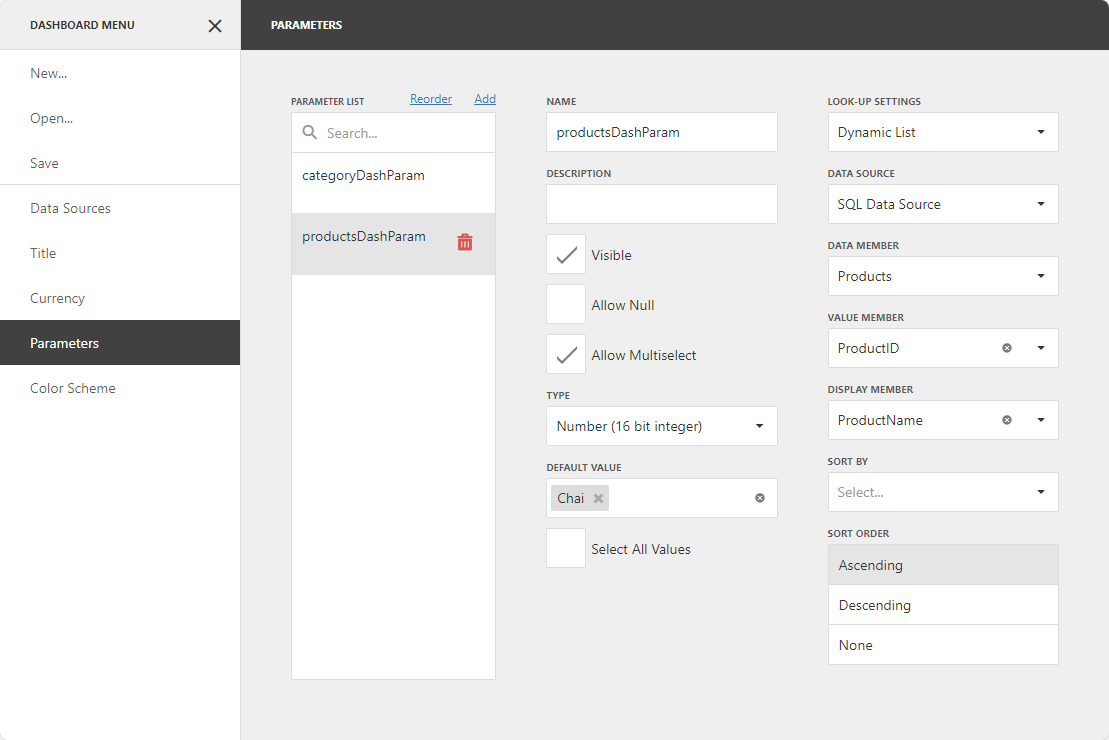 DASHBOARD MENU
New...
Open...
Save
Data Sources
Title
Currency
Parameters
Color Scheme
PARAMETERS
PARAMETER LIST Reorder Add
Search...
categoryDashParam
productsDashParam
NAME
productsDashParam
DESCRIPTION
Visible
Allow Null
Allow Multiselect
TYPE
Number (16 bit integer)
DEFAULT VALUE
Chai
Select All Values
LOOK-UP SETTINGS
Dynamic List
DATA SOURCE
SQL Data Source
DATA MEMBER
Products
VALUE MEMBER
ProductID
DISPLAY MEMBER
ProductName
SORT BY
Select...
SORT ORDER
Ascending
Descending
None